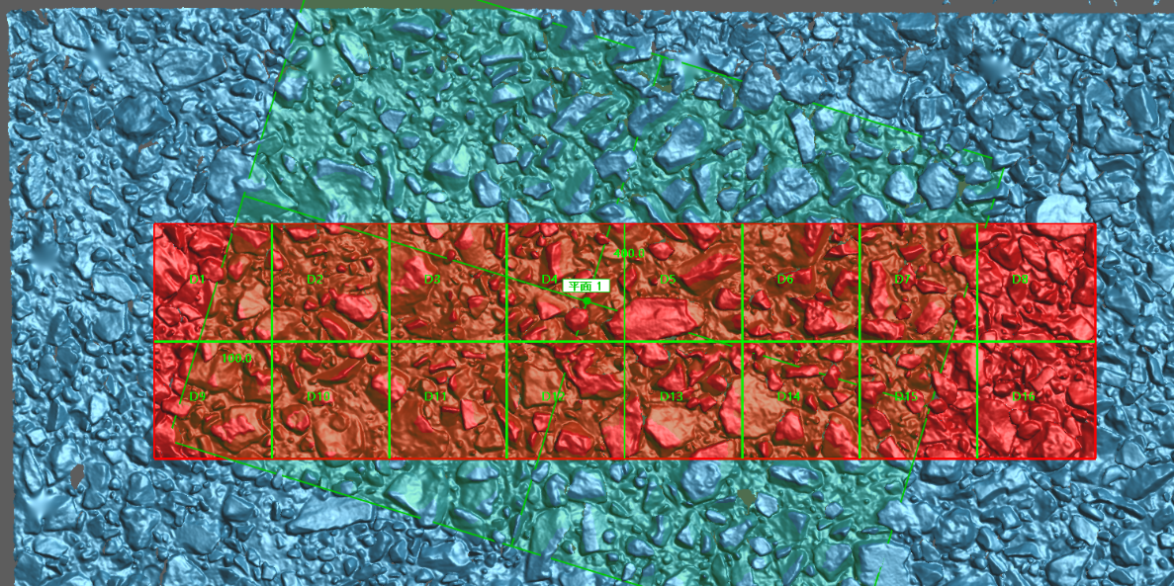 D1 D2 D3 D4 D5 D6 D7 D8
平面 1
D9 D10 D11 D12 D13 D14 D15 D16